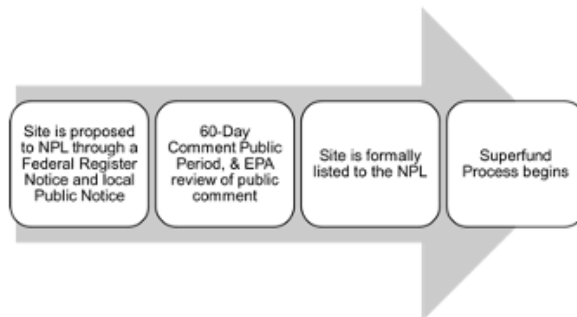 Site is proposed
to NPL through a
Federal Register
Notice and local
Public Notice
60-Day
Comment Public
Period, & EPA
review of public
comment
Site is formally
listed to the NPL
Superfund
Process begins